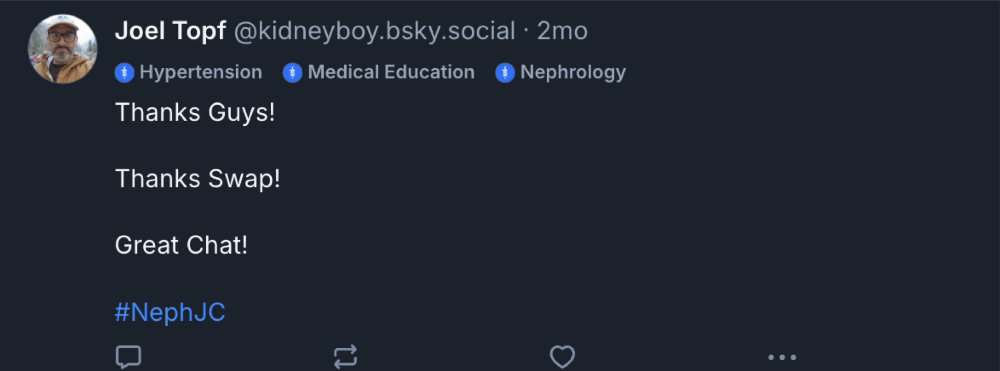 Joel Topf @kidneyboy.bsky.social · 2mo
Hypertension Medical Education Nephrology
Thanks Guys!
Thanks Swap!
Great Chat!
#NephJC